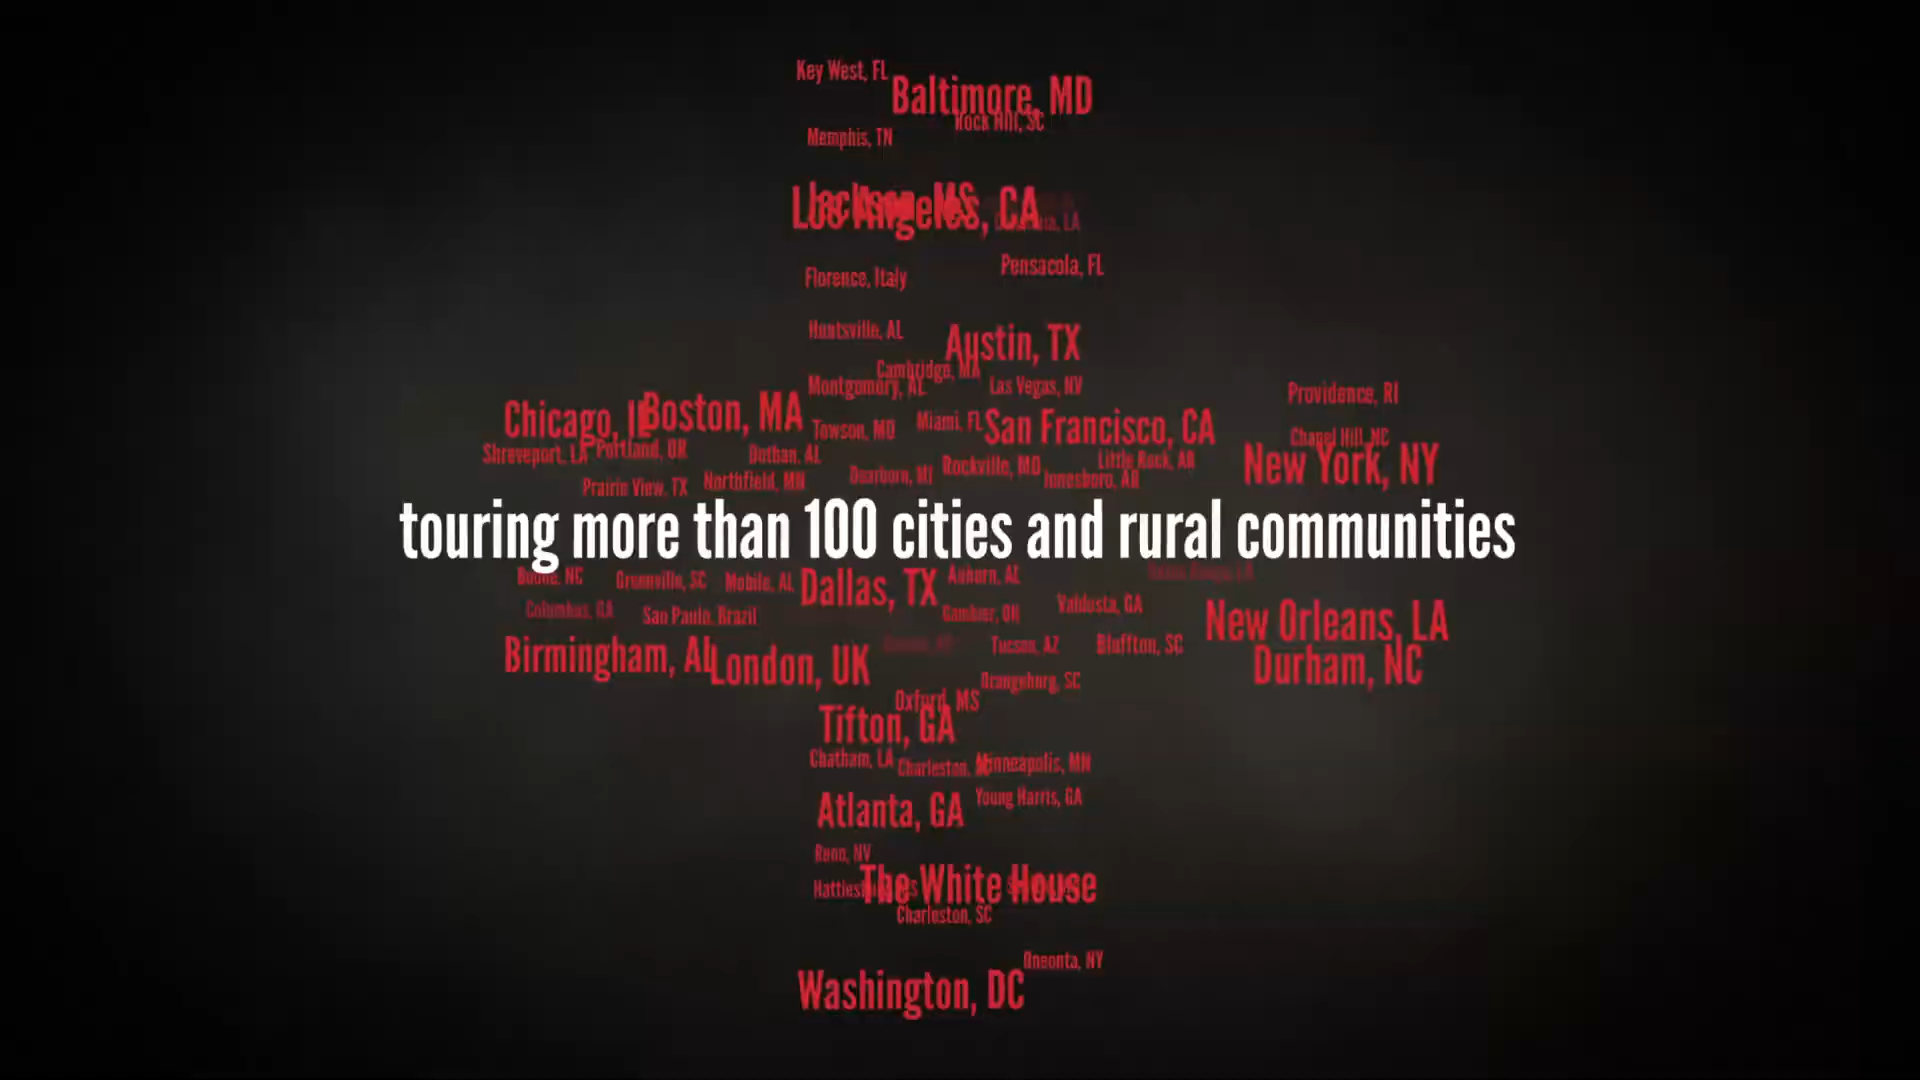 Key West, FL
Baltimore, MD
Rock Hill, SC
Memphis, TN
Jackson, MS
Los Angeles, CA
Pensacola, FL
Florence, Italy
Huntsville, AL
Austin, TX
Cambridge, MA
Montgomery, AL
Las Vegas, NV
Providence, RI
Chicago, IL
Boston, MA
Towson, MD
Miami, FL
San Francisco, CA
Chapel Hill, NC
Shreveport, LA
Portland, OR
Dothan, AL
Dearborn, MI
Rockville, MD
Little Rock, AR
New York, NY
Prairie View, TX
Northfield, MN
Jonesboro, AR
touring more than 100 cities and rural communities
Boone, NC
Greenville, SC
Mobile, AL
Dallas, TX
Auburn, AL
Columbus, GA
San Paulo, Brazil
Gambier, OH
Valdosta, GA
New Orleans, LA
Birmingham, AL
London, UK
Tucson, AZ
Bluffton, SC
Durham, NC
Orangeburg, SC
Oxford, MS
Tifton, GA
Chatham, LA
Charleston,
Minneapolis, MN
Atlanta, GA
Young Harris, GA
Reno, NV
The White House
Charleston, SC
Oneonta, NY
Washington, DC